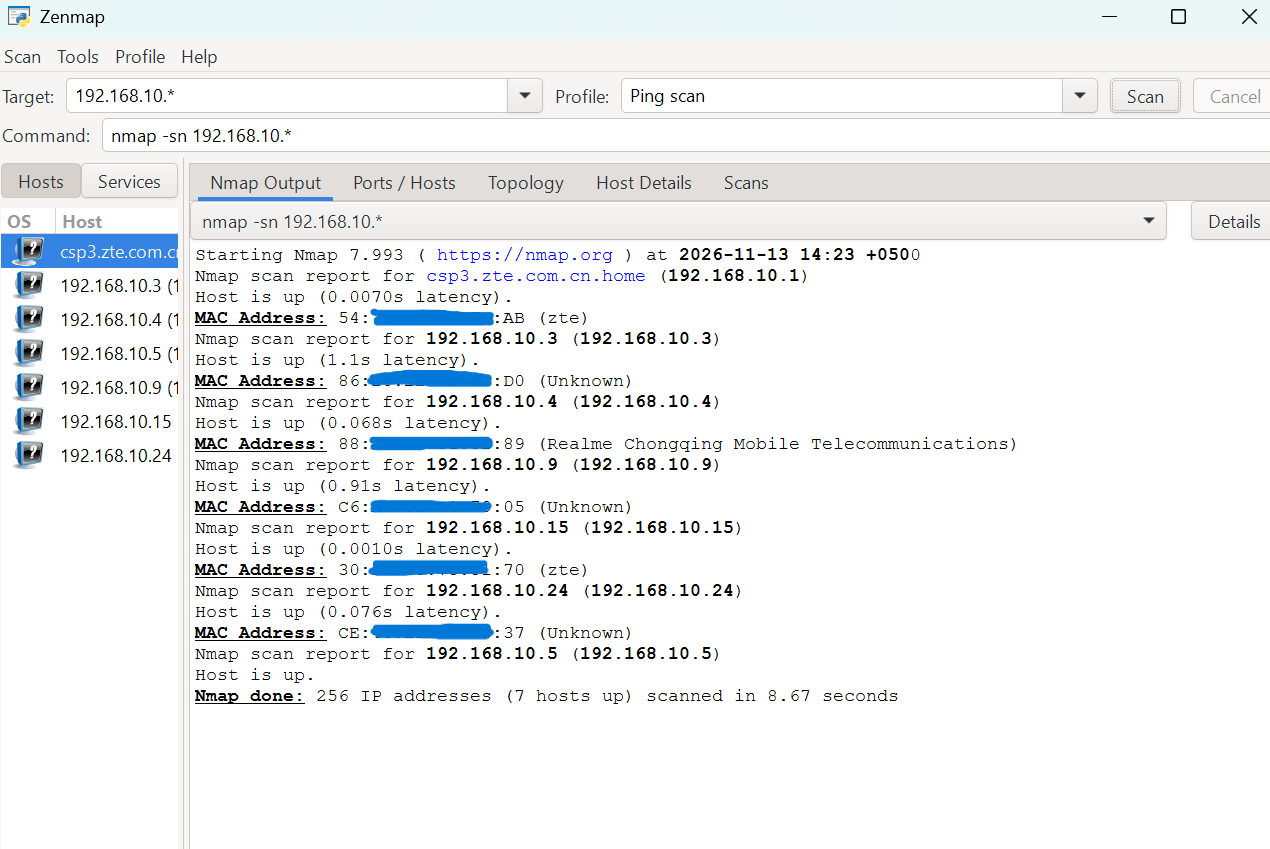 Zenmap
Scan Tools Profile Help
Target: 192.168.10.* Profile: Ping scan Scan Cancel
Command: nmap -sn 192.168.10.*
Hosts Services
OS Host
csp3.zte.com.cn
192.168.10.3 (1
192.168.10.4 (1
192.168.10.5 (1
192.168.10.9 (1
192.168.10.15
192.168.10.24
Nmap Output Ports / Hosts Topology Host Details Scans
nmap -sn 192.168.10.* Details
Starting Nmap 7.993 ( https://nmap.org ) at 2026-11-13 14:23 +0500
Nmap scan report for csp3.zte.com.cn.home (192.168.10.1)
Host is up (0.0070s latency).
MAC Address: 54: :AB (zte)
Nmap scan report for 192.168.10.3 (192.168.10.3)
Host is up (1.1s latency).
MAC Address: 86: :D0 (Unknown)
Nmap scan report for 192.168.10.4 (192.168.10.4)
Host is up (0.068s latency).
MAC Address: 88: :89 (Realme Chongqing Mobile Telecommunications)
Nmap scan report for 192.168.10.9 (192.168.10.9)
Host is up (0.91s latency).
MAC Address: C6: :05 (Unknown)
Nmap scan report for 192.168.10.15 (192.168.10.15)
Host is up (0.0010s latency).
MAC Address: 30: :70 (zte)
Nmap scan report for 192.168.10.24 (192.168.10.24)
Host is up (0.076s latency).
MAC Address: CE: :37 (Unknown)
Nmap scan report for 192.168.10.5 (192.168.10.5)
Host is up.
Nmap done: 256 IP addresses (7 hosts up) scanned in 8.67 seconds